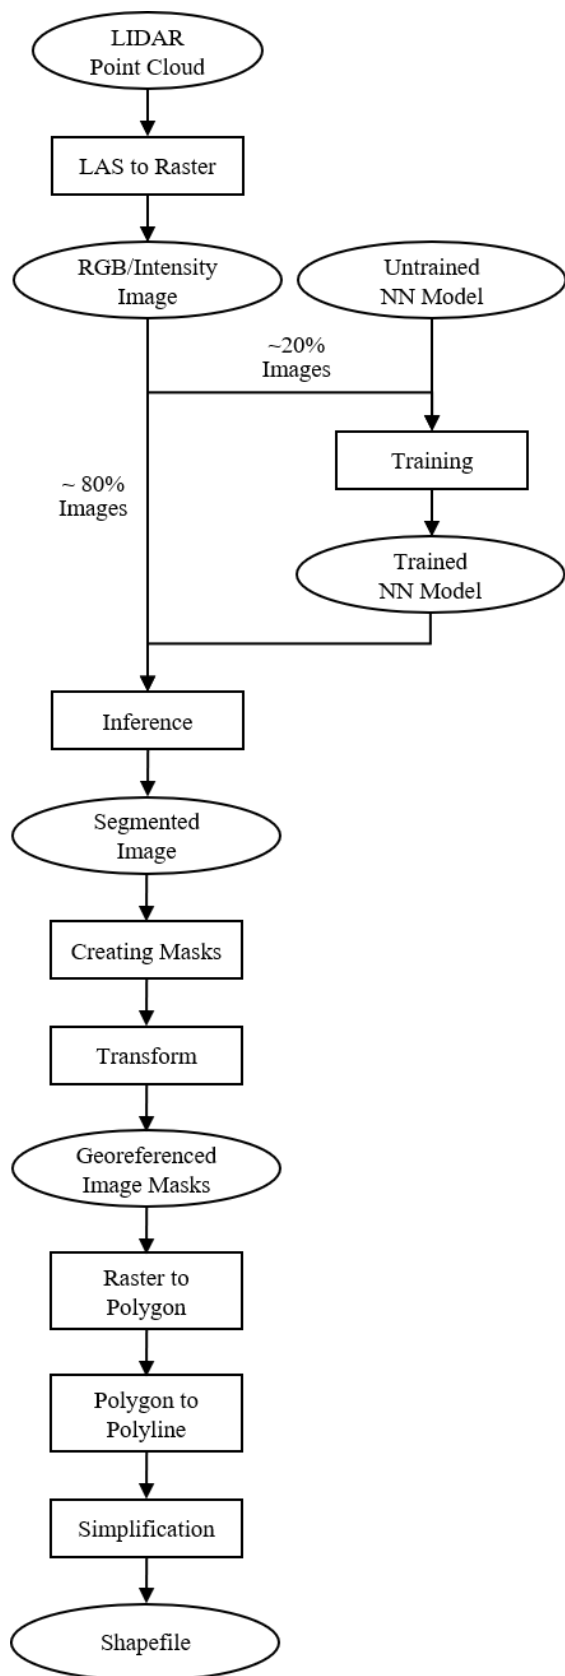 LIDAR
Point Cloud
LAS to Raster
RGB/Intensity
Image
Untrained
NN Model
~20%
Images
Training
~ 80%
Images
Trained
NN Model
Inference
Segmented
Image
Creating Masks
Transform
Georeferenced
Image Masks
Raster to
Polygon
Polygon to
Polyline
Simplification
Shapefile